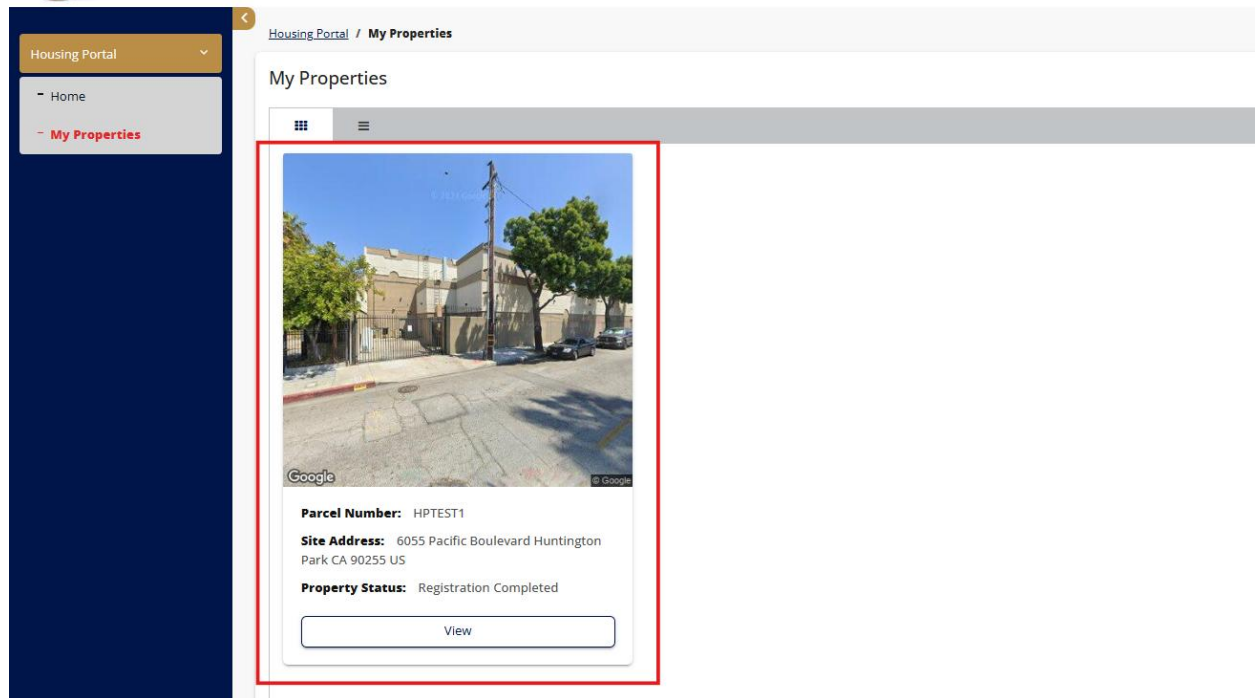 Housing Portal / My Properties
Housing Portal
- Home
- My Properties
My Properties
Google
© Google
Parcel Number: HPTEST1
Site Address: 6055 Pacific Boulevard Huntington
Park CA 90255 US
Property Status: Registration Completed
View